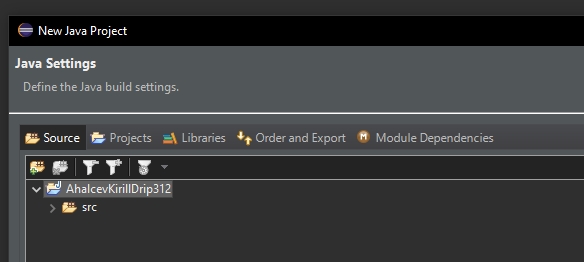 New Java Project
Java Settings
Define the Java build settings.
Source Projects Libraries Order and Export Module Dependencies
AhalcevKirillDrip312
src